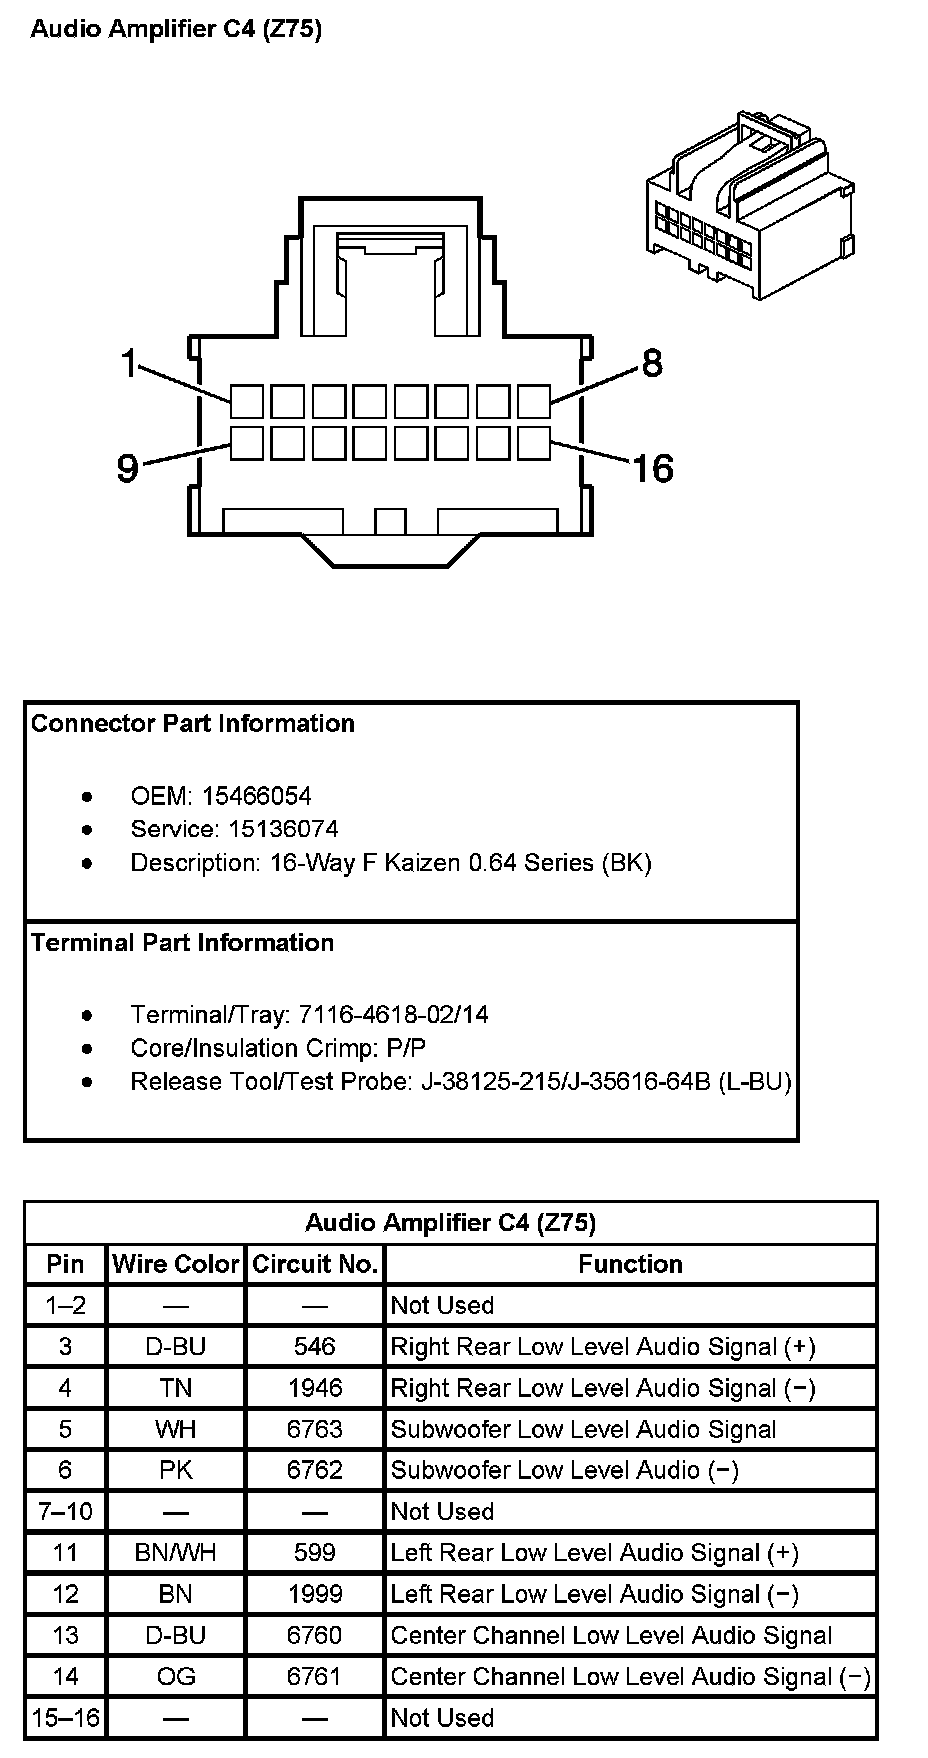 Audio Amplifier C4 (Z75)
1
8
9
16
Connector Part Information
• OEM: 15466054
• Service: 15136074
• Description: 16-Way F Kaizen 0.64 Series (BK)
Terminal Part Information
• Terminal/Tray: 7116-4618-02/14
• Core/Insulation Crimp: P/P
• Release Tool/Test Probe: J-38125-215/J-35616-64B (L-BU)
Audio Amplifier C4 (Z75)
Pin Wire Color Circuit No. Function
1–2 — — Not Used
3 D-BU 546 Right Rear Low Level Audio Signal (+)
4 TN 1946 Right Rear Low Level Audio Signal (−)
5 WH 6763 Subwoofer Low Level Audio Signal
6 PK 6762 Subwoofer Low Level Audio (−)
7–10 — — Not Used
11 BN/WH 599 Left Rear Low Level Audio Signal (+)
12 BN 1999 Left Rear Low Level Audio Signal (−)
13 D-BU 6760 Center Channel Low Level Audio Signal
14 OG 6761 Center Channel Low Level Audio Signal (−)
15–16 — — Not Used